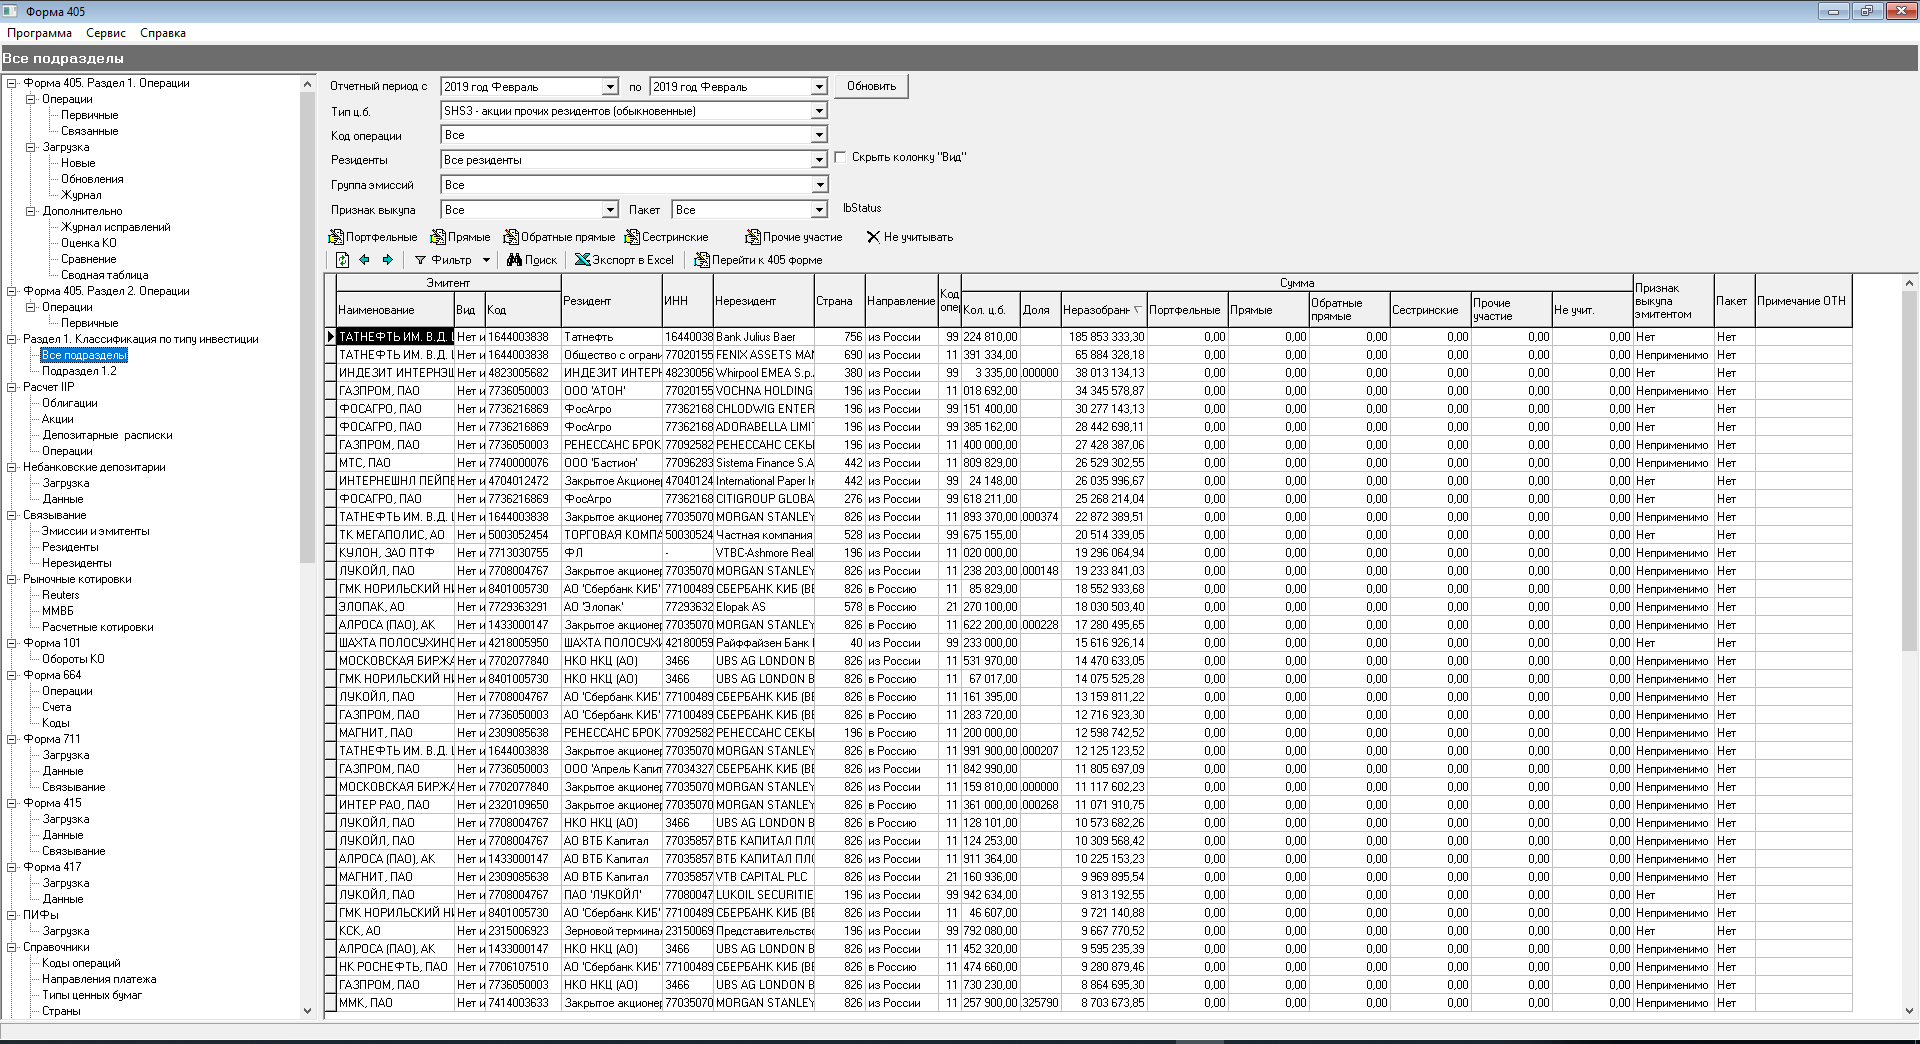 Форма 405
Программа Сервис Справка
Все подразделы
Форма 405. Раздел 1. Операции
Операции
Первичные
Связанные
Загрузка
Новые
Обновления
Журнал
Дополнительно
Журнал исправлений
Оценка КО
Сравнение
Сводная таблица
Форма 405. Раздел 2. Операции
Операции
Первичные
Раздел 1. Классификация по типу инвестиции
Все подразделы
Подраздел 1.2
Расчет IIP
Облигации
Акции
Депозитарные расписки
Операции
Небанковские депозитарии
Загрузка
Данные
Связывание
Эмиссии и эмитенты
Резиденты
Нерезиденты
Рыночные котировки
Reuters
ММВБ
Расчетные котировки
Форма 101
Обороты КО
Форма 664
Операции
Счета
Коды
Форма 711
Загрузка
Данные
Связывание
Форма 415
Загрузка
Данные
Связывание
Форма 417
Загрузка
Данные
ПИФы
Загрузка
Справочники
Коды операций
Направления платежа
Типы ценных бумаг
Страны
Отчетный период с 2019 год Февраль по 2019 год Февраль Обновить
Тип ц.б. SHS3 - акции прочих резидентов (обыкновенные)
Код операции Все
Резиденты Все резиденты Скрыть колонку "Вид"
Группа эмиссий Все
Признак выкупа Все Пакет Все lbStatus
Портфельные Прямые Обратные прямые Сестринские Прочие участие Не учитывать
Фильтр Поиск Экспорт в Excel Перейти к 405 форме
Эмитент Резидент ИНН Нерезидент Страна Направление Код опе Сумма Признак выкупа эмитентом Пакет Примечание ОТН
Наименование Вид Код Кол. ц.б. Доля Неразобранн Портфельные Прямые Обратные прямые Сестринские Прочие участие Не учит.
ТАТНЕФТЬ ИМ. В.Д. Нет и 1644003838 Татнефть 16440038 Bank Julius Baer 756 из России 99 224 810,00 185 853 333,30 0,00 0,00 0,00 0,00 0,00 0,00 Нет Нет
ТАТНЕФТЬ ИМ. В.Д. Нет и 1644003838 Общество с ограни 77020155 FENIX ASSETS MAN 690 из России 11 391 334,00 65 884 328,18 0,00 0,00 0,00 0,00 0,00 0,00 Неприменимо Нет
ИНДЕЗИТ ИНТЕРНЭШ Нет и 4823005682 ИНДЕЗИТ ИНТЕРН 48230056 Whirpool EMEA S.p. 380 из России 99 3 335,00 .000000 38 013 134,13 0,00 0,00 0,00 0,00 0,00 0,00 Нет Нет
ГАЗПРОМ, ПАО Нет и 7736050003 ООО 'АТОН' 77020155 VOCHNA HOLDING 196 из России 11 018 692,00 34 345 578,87 0,00 0,00 0,00 0,00 0,00 0,00 Неприменимо Нет
ФОСАГРО, ПАО Нет и 7736216869 ФосАгро 77362168 CHLODWIG ENTER 196 из России 99 151 400,00 30 277 143,13 0,00 0,00 0,00 0,00 0,00 0,00 Нет Нет
ФОСАГРО, ПАО Нет и 7736216869 ФосАгро 77362168 ADORABELLA LIMI 196 из России 99 385 162,00 28 442 698,11 0,00 0,00 0,00 0,00 0,00 0,00 Нет Нет
ГАЗПРОМ, ПАО Нет и 7736050003 РЕНЕССАНС БРОК 77092582 РЕНЕССАНС СЕКЬ 196 из России 11 400 000,00 27 428 387,06 0,00 0,00 0,00 0,00 0,00 0,00 Неприменимо Нет
МТС, ПАО Нет и 7740000076 ООО 'Бастион' 77096283 Sistema Finance S.A 442 из России 11 809 829,00 26 529 302,55 0,00 0,00 0,00 0,00 0,00 0,00 Неприменимо Нет
ИНТЕРНЕШНЛ ПЕЙПЕ Нет и 4704012472 Закрытое Акционе 47040124 International Paper I 442 из России 99 24 148,00 26 035 996,67 0,00 0,00 0,00 0,00 0,00 0,00 Нет Нет
ФОСАГРО, ПАО Нет и 7736216869 ФосАгро 77362168 CITIGROUP GLOBA 276 из России 99 618 211,00 25 268 214,04 0,00 0,00 0,00 0,00 0,00 0,00 Нет Нет
ТАТНЕФТЬ ИМ. В.Д. Нет и 1644003838 Закрытое акционер 77035070 MORGAN STANLEY 826 из России 11 893 370,00 .000374 22 872 389,51 0,00 0,00 0,00 0,00 0,00 0,00 Неприменимо Нет
ТК МЕГАПОЛИС, АО Нет и 5003052454 ТОРГОВАЯ КОМПА 50030524 Частная компания 528 из России 99 675 155,00 20 514 339,05 0,00 0,00 0,00 0,00 0,00 0,00 Нет Нет
КУЛОН, ЗАО ПТФ Нет и 7713030755 ФЛ - VTBC-Ashmore Real 196 из России 11 020 000,00 19 296 064,94 0,00 0,00 0,00 0,00 0,00 0,00 Неприменимо Нет
ЛУКОЙЛ, ПАО Нет и 7708004767 Закрытое акционер 77035070 MORGAN STANLEY 826 из России 11 238 203,00 .000148 19 233 841,03 0,00 0,00 0,00 0,00 0,00 0,00 Неприменимо Нет
ГМК НОРИЛЬСКИЙ НИ Нет и 8401005730 АО 'Сбербанк КИБ' 77100489 СБЕРБАНК КИБ (ВЕ 826 в Россию 11 85 829,00 18 552 933,68 0,00 0,00 0,00 0,00 0,00 0,00 Неприменимо Нет
ЭЛОПАК, АО Нет и 7729363291 АО 'Элопак' 77293632 Elopak AS 578 в Россию 21 270 100,00 18 030 503,40 0,00 0,00 0,00 0,00 0,00 0,00 Неприменимо Нет
АЛРОСА (ПАО), АК Нет и 1433000147 Закрытое акционер 77035070 MORGAN STANLEY 826 в Россию 11 622 200,00 .000228 17 280 495,65 0,00 0,00 0,00 0,00 0,00 0,00 Неприменимо Нет
ШАХТА ПОЛОСУХИНС Нет и 4218005950 ШАХТА ПОЛОСУХИ 42180059 Райффайзен Банк 40 из России 99 233 000,00 15 616 926,14 0,00 0,00 0,00 0,00 0,00 0,00 Нет Нет
МОСКОВСКАЯ БИРЖА Нет и 7702077840 НКО НКЦ (АО) 3466 UBS AG LONDON B 826 в Россию 11 531 970,00 14 470 633,05 0,00 0,00 0,00 0,00 0,00 0,00 Неприменимо Нет
ГМК НОРИЛЬСКИЙ НИ Нет и 8401005730 НКО НКЦ (АО) 3466 UBS AG LONDON B 826 из России 11 67 017,00 14 075 525,28 0,00 0,00 0,00 0,00 0,00 0,00 Неприменимо Нет
ЛУКОЙЛ, ПАО Нет и 7708004767 АО 'Сбербанк КИБ' 77100489 СБЕРБАНК КИБ (ВЕ 826 в Россию 11 161 395,00 13 159 811,22 0,00 0,00 0,00 0,00 0,00 0,00 Неприменимо Нет
ГАЗПРОМ, ПАО Нет и 7736050003 АО 'Сбербанк КИБ' 77100489 СБЕРБАНК КИБ (ВЕ 826 в Россию 11 283 720,00 12 716 923,30 0,00 0,00 0,00 0,00 0,00 0,00 Неприменимо Нет
МАГНИТ, ПАО Нет и 2309085638 РЕНЕССАНС БРОК 77092582 РЕНЕССАНС СЕКЬ 196 в Россию 11 200 000,00 12 598 742,52 0,00 0,00 0,00 0,00 0,00 0,00 Неприменимо Нет
ТАТНЕФТЬ ИМ. В.Д. Нет и 1644003838 Закрытое акционер 77035070 MORGAN STANLEY 826 в Россию 11 991 900,00 .000207 12 125 123,52 0,00 0,00 0,00 0,00 0,00 0,00 Неприменимо Нет
ГАЗПРОМ, ПАО Нет и 7736050003 ООО 'Апрель Капит 77034327 СБЕРБАНК КИБ (ВЕ 826 из России 11 842 990,00 11 805 697,09 0,00 0,00 0,00 0,00 0,00 0,00 Неприменимо Нет
МОСКОВСКАЯ БИРЖА Нет и 7702077840 Закрытое акционер 77035070 MORGAN STANLEY 826 из России 11 159 810,00 .000000 11 117 602,23 0,00 0,00 0,00 0,00 0,00 0,00 Неприменимо Нет
ИНТЕР РАО, ПАО Нет и 2320109650 Закрытое акционер 77035070 MORGAN STANLEY 826 в Россию 11 361 000,00 .000268 11 071 910,75 0,00 0,00 0,00 0,00 0,00 0,00 Неприменимо Нет
ЛУКОЙЛ, ПАО Нет и 7708004767 НКО НКЦ (АО) 3466 UBS AG LONDON B 826 в Россию 11 128 101,00 10 573 682,26 0,00 0,00 0,00 0,00 0,00 0,00 Неприменимо Нет
ЛУКОЙЛ, ПАО Нет и 7708004767 АО ВТБ Капитал 77035857 ВТБ КАПИТАЛ ПЛС 826 из России 11 124 253,00 10 309 568,42 0,00 0,00 0,00 0,00 0,00 0,00 Неприменимо Нет
АЛРОСА (ПАО), АК Нет и 1433000147 АО ВТБ Капитал 77035857 ВТБ КАПИТАЛ ПЛС 826 из России 11 911 364,00 10 225 153,23 0,00 0,00 0,00 0,00 0,00 0,00 Неприменимо Нет
МАГНИТ, ПАО Нет и 2309085638 АО ВТБ Капитал 77035857 VTB CAPITAL PLC 826 из России 21 160 936,00 9 969 895,54 0,00 0,00 0,00 0,00 0,00 0,00 Неприменимо Нет
ЛУКОЙЛ, ПАО Нет и 7708004767 ПАО 'ЛУКОЙЛ' 77080047 LUKOIL SECURITIE 196 из России 99 942 634,00 9 813 192,55 0,00 0,00 0,00 0,00 0,00 0,00 Нет Нет
ГМК НОРИЛЬСКИЙ НИ Нет и 8401005730 АО 'Сбербанк КИБ' 77100489 СБЕРБАНК КИБ (ВЕ 826 из России 11 46 607,00 9 721 140,88 0,00 0,00 0,00 0,00 0,00 0,00 Неприменимо Нет
КСК, АО Нет и 2315006923 Зерновой терминал 23150069 Представительство 196 из России 99 792 080,00 9 667 770,52 0,00 0,00 0,00 0,00 0,00 0,00 Нет Нет
АЛРОСА (ПАО), АК Нет и 1433000147 НКО НКЦ (АО) 3466 UBS AG LONDON B 826 из России 11 452 320,00 9 595 235,39 0,00 0,00 0,00 0,00 0,00 0,00 Неприменимо Нет
НК РОСНЕФТЬ, ПАО Нет и 7706107510 АО 'Сбербанк КИБ' 77100489 СБЕРБАНК КИБ (ВЕ 826 в Россию 11 474 660,00 9 280 879,46 0,00 0,00 0,00 0,00 0,00 0,00 Неприменимо Нет
ГАЗПРОМ, ПАО Нет и 7736050003 НКО НКЦ (АО) 3466 UBS AG LONDON B 826 из России 11 730 230,00 8 864 695,30 0,00 0,00 0,00 0,00 0,00 0,00 Неприменимо Нет
ММК, ПАО Нет и 7414003633 Закрытое акционер 77035070 MORGAN STANLEY 826 из России 11 257 900,00 .325790 8 703 673,85 0,00 0,00 0,00 0,00 0,00 0,00 Неприменимо Нет